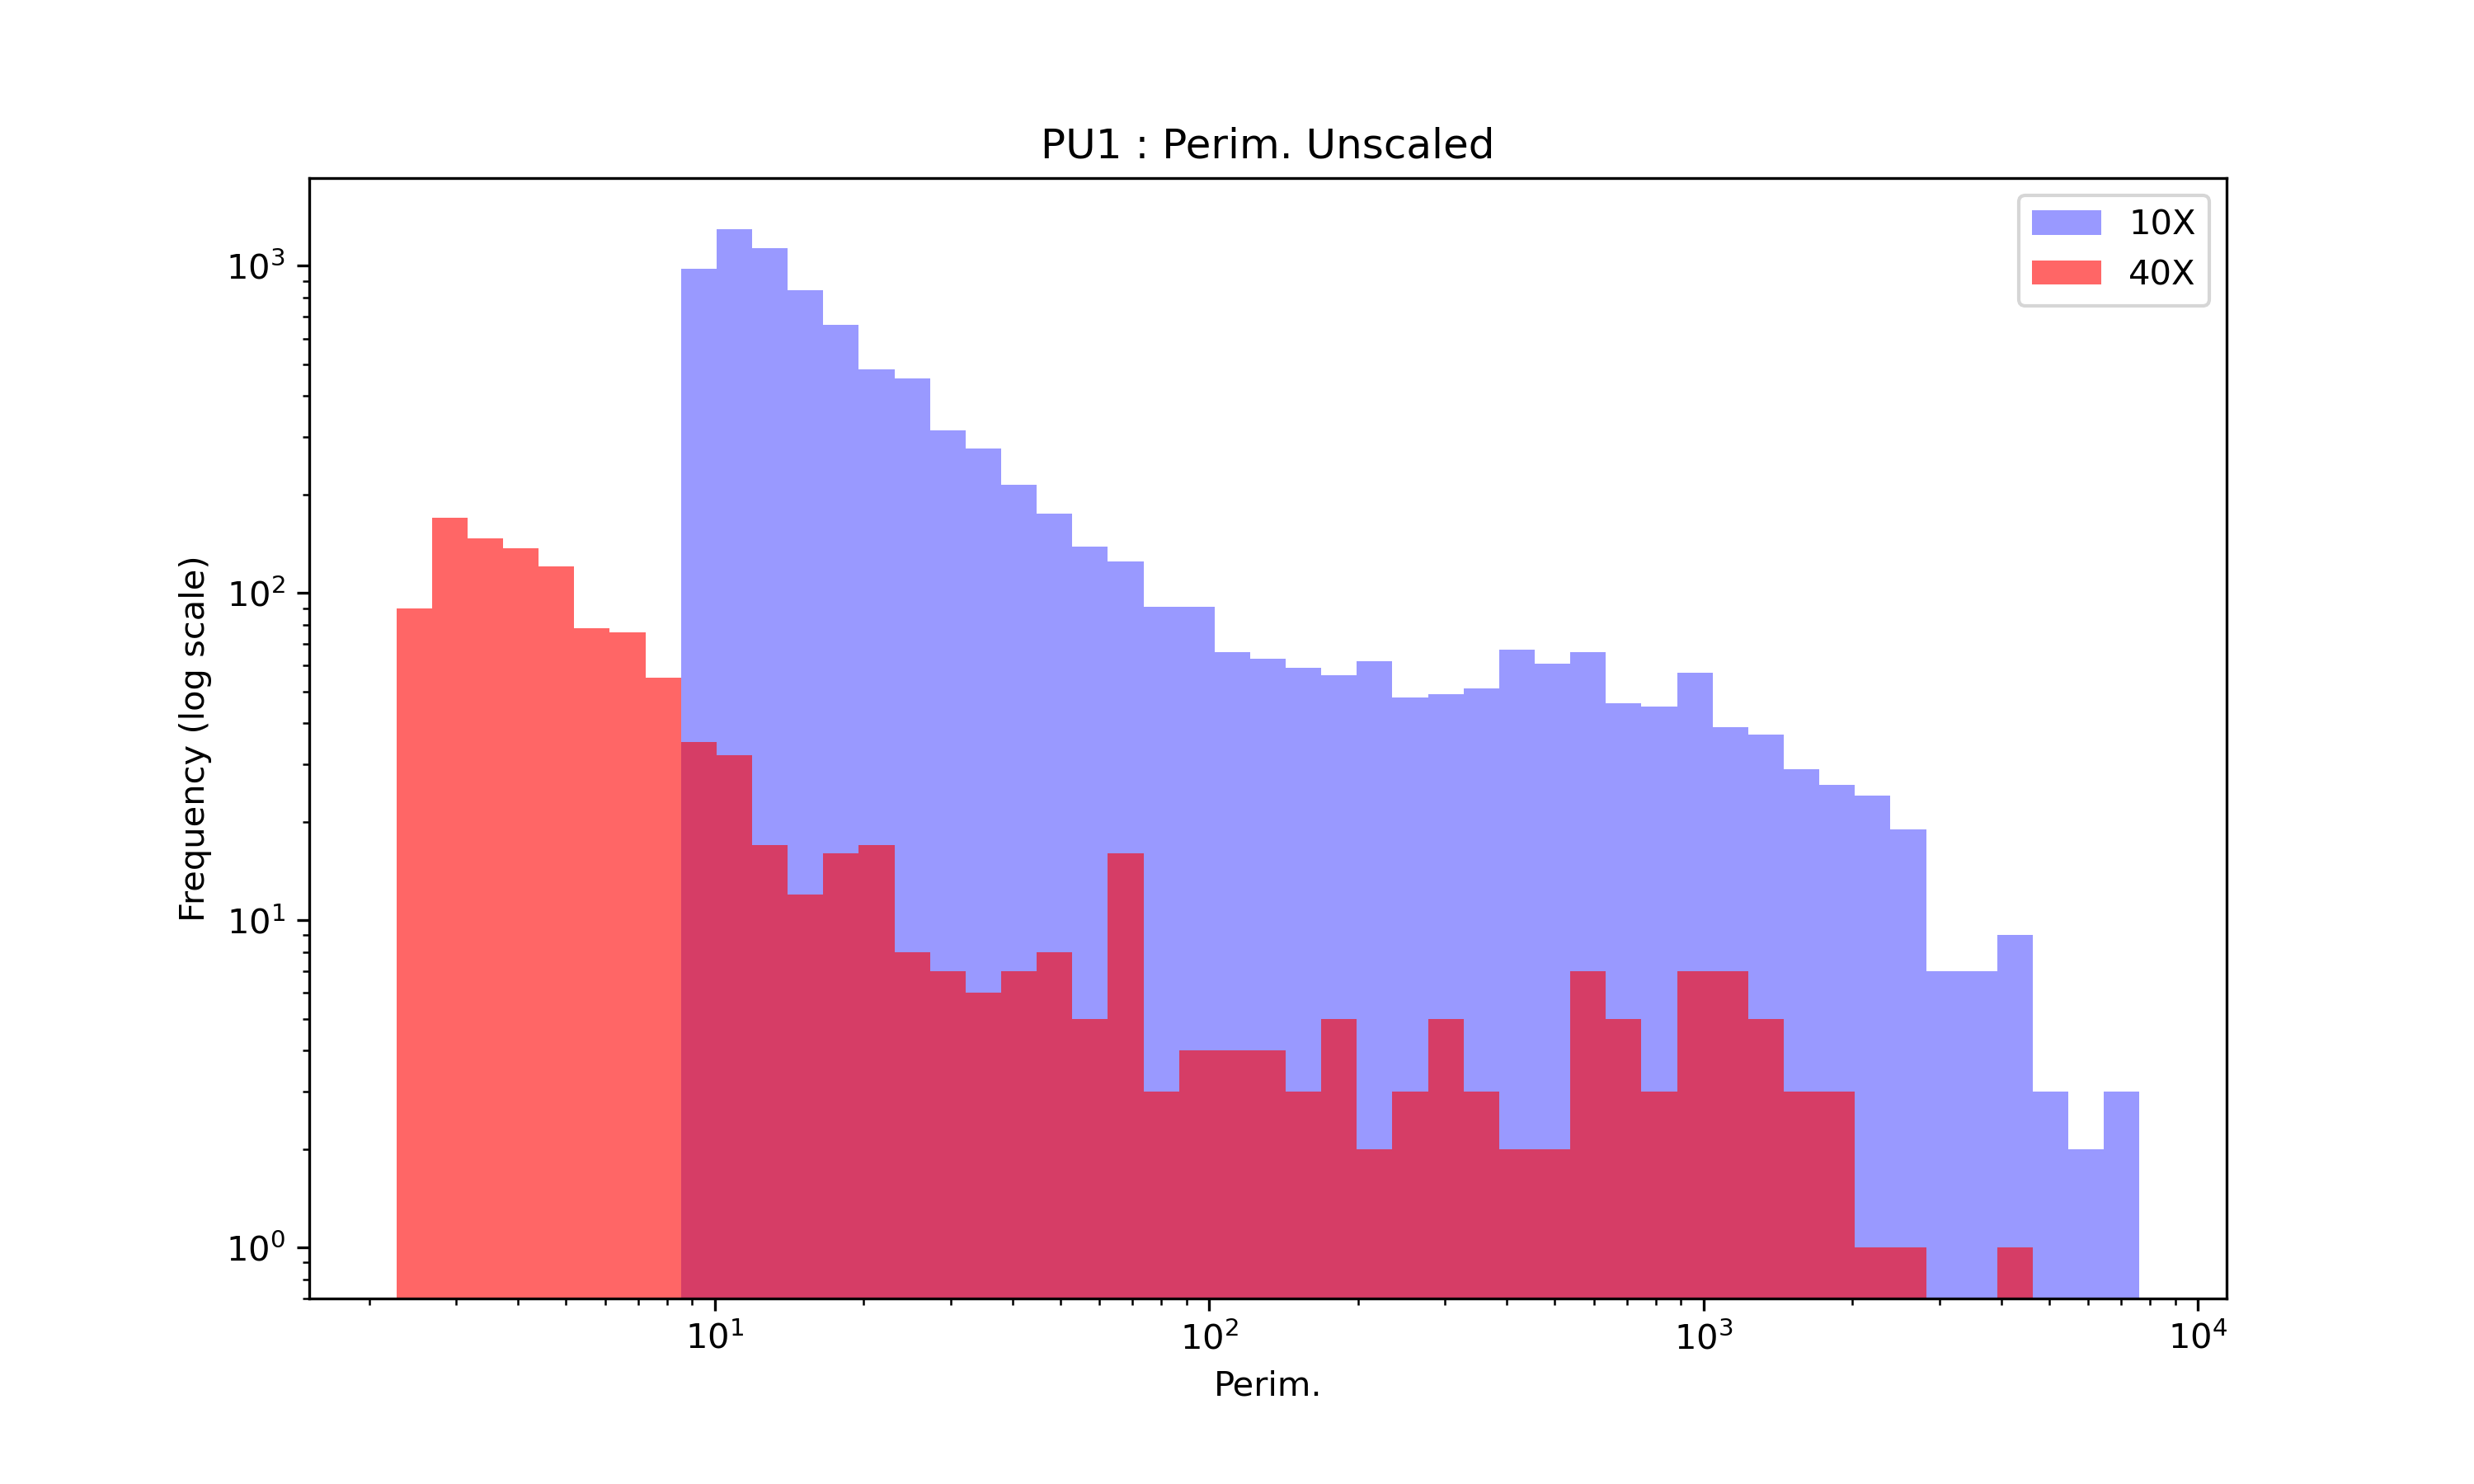 PU1 : Perim. Unscaled
10X
40X
Frequency (log scale)
10³
10²
10¹
10⁰
10¹ 10² 10³ 10⁴
Perim.